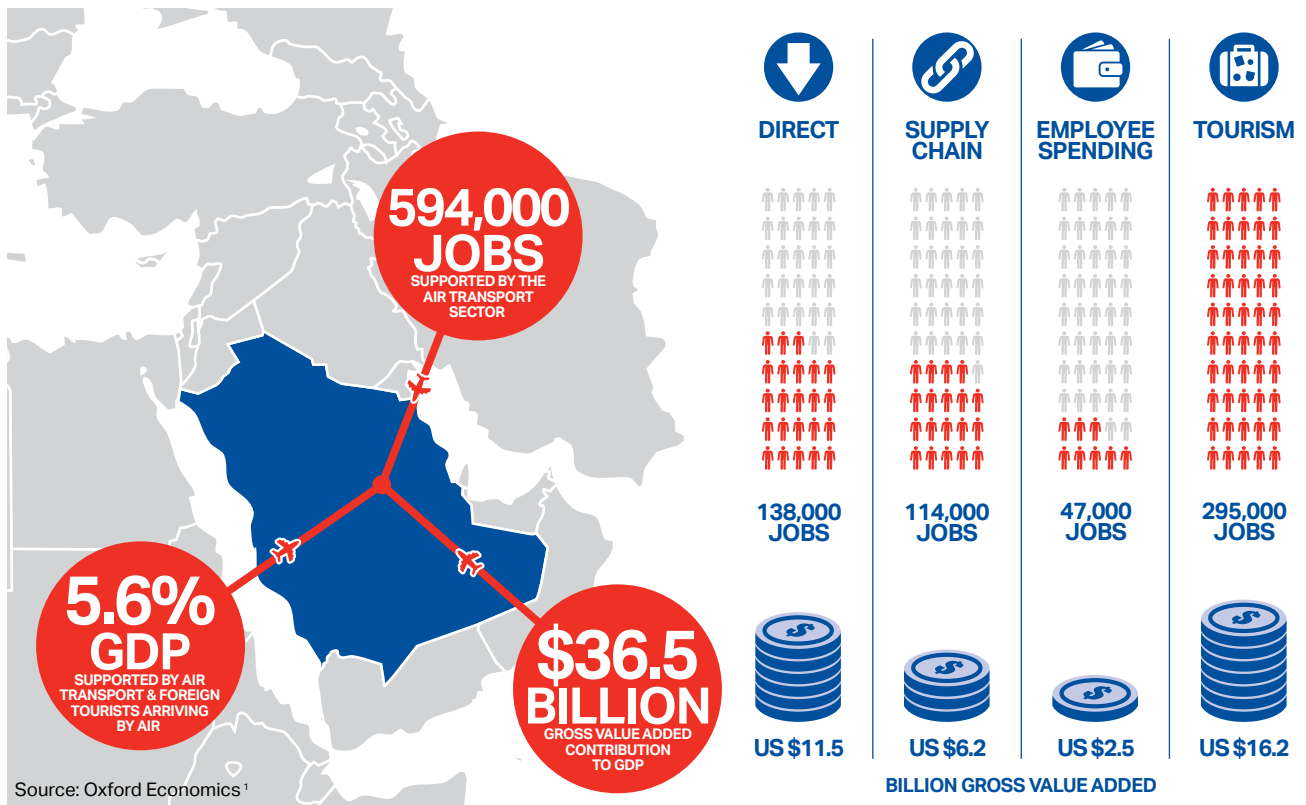 594,000
JOBS
SUPPORTED BY THE
AIR TRANSPORT
SECTOR
5.6%
GDP
SUPPORTED BY AIR
TRANSPORT & FOREIGN
TOURISTS ARRIVING
BY AIR
$36.5
BILLION
GROSS VALUE ADDED
CONTRIBUTION
TO GDP
Source: Oxford Economics ¹
DIRECT
138,000
JOBS
US $11.5
SUPPLY
CHAIN
114,000
JOBS
US $6.2
EMPLOYEE
SPENDING
47,000
JOBS
US $2.5
TOURISM
295,000
JOBS
US $16.2
BILLION GROSS VALUE ADDED